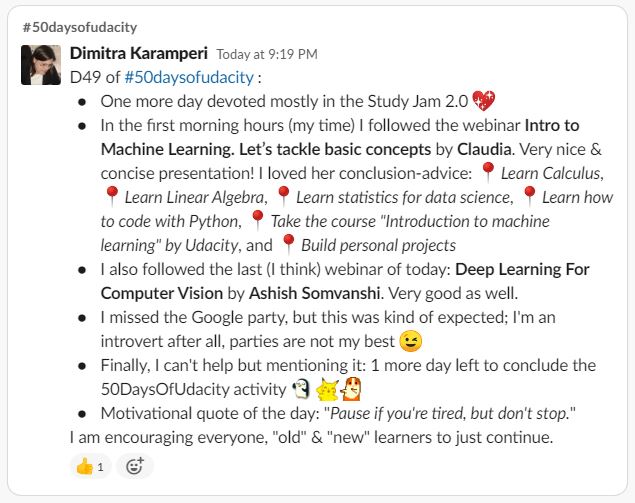 #50daysofudacity
Dimitra Karamperi Today at 9:19 PM
D49 of #50daysofudacity :
• One more day devoted mostly in the Study Jam 2.0 💖
• In the first morning hours (my time) I followed the webinar Intro to
Machine Learning. Let's tackle basic concepts by Claudia. Very nice &
concise presentation! I loved her conclusion-advice: 📍 Learn Calculus,
📍 Learn Linear Algebra, 📍 Learn statistics for data science, 📍 Learn how
to code with Python, 📍 Take the course "Introduction to machine
learning" by Udacity, and 📍 Build personal projects
• I also followed the last (I think) webinar of today: Deep Learning For
Computer Vision by Ashish Somvanshi. Very good as well.
• I missed the Google party, but this was kind of expected; I'm an
introvert after all, parties are not my best 😉
• Finally, I can't help but mentioning it: 1 more day left to conclude the
50DaysOfUdacity activity
• Motivational quote of the day: "Pause if you're tired, but don't stop."
I am encouraging everyone, "old" & "new" learners to just continue.
👍 1